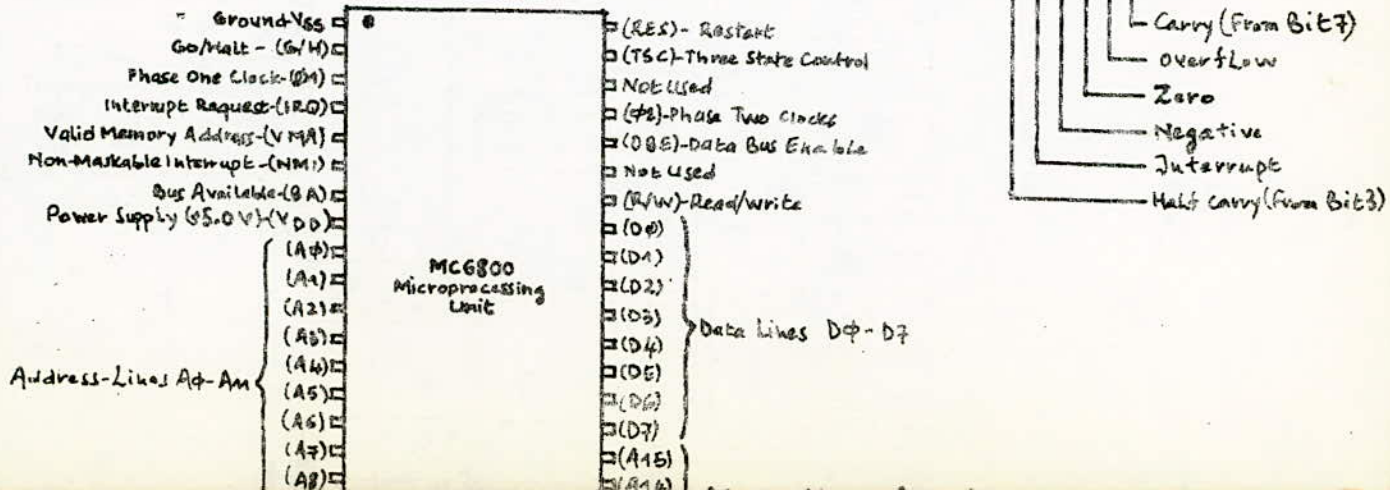 Ground-VSS
Go/Halt - (G/H)
Phase One Clock-(Ø1)
Interrupt Request-(IRQ)
Valid Memory Address-(VMA)
Non-Maskable Interrupt-(NMI)
Bus Available-(BA)
Power Supply (+5.0V)-(VDD)
(AØ)
(A1)
(A2)
(A3)
(A4)
(A5)
(A6)
(A7)
(A8)
Address-Lines AØ-A11
MC6800
Microprocessing
Unit
(RES)- Restart
(TSC)-Three State Control
Not Used
(Ø2)-Phase Two Clocks
(DBE)-Data Bus Enable
Not Used
(R/W)-Read/write
(DØ)
(D1)
(D2)
(D3)
(D4)
(D5)
(D6)
(D7)
(A15)
(A14)
Data Lines DØ-D7
Carry (From Bit7)
Overflow
Zero
Negative
Interrupt
Half Carry (From Bit3)